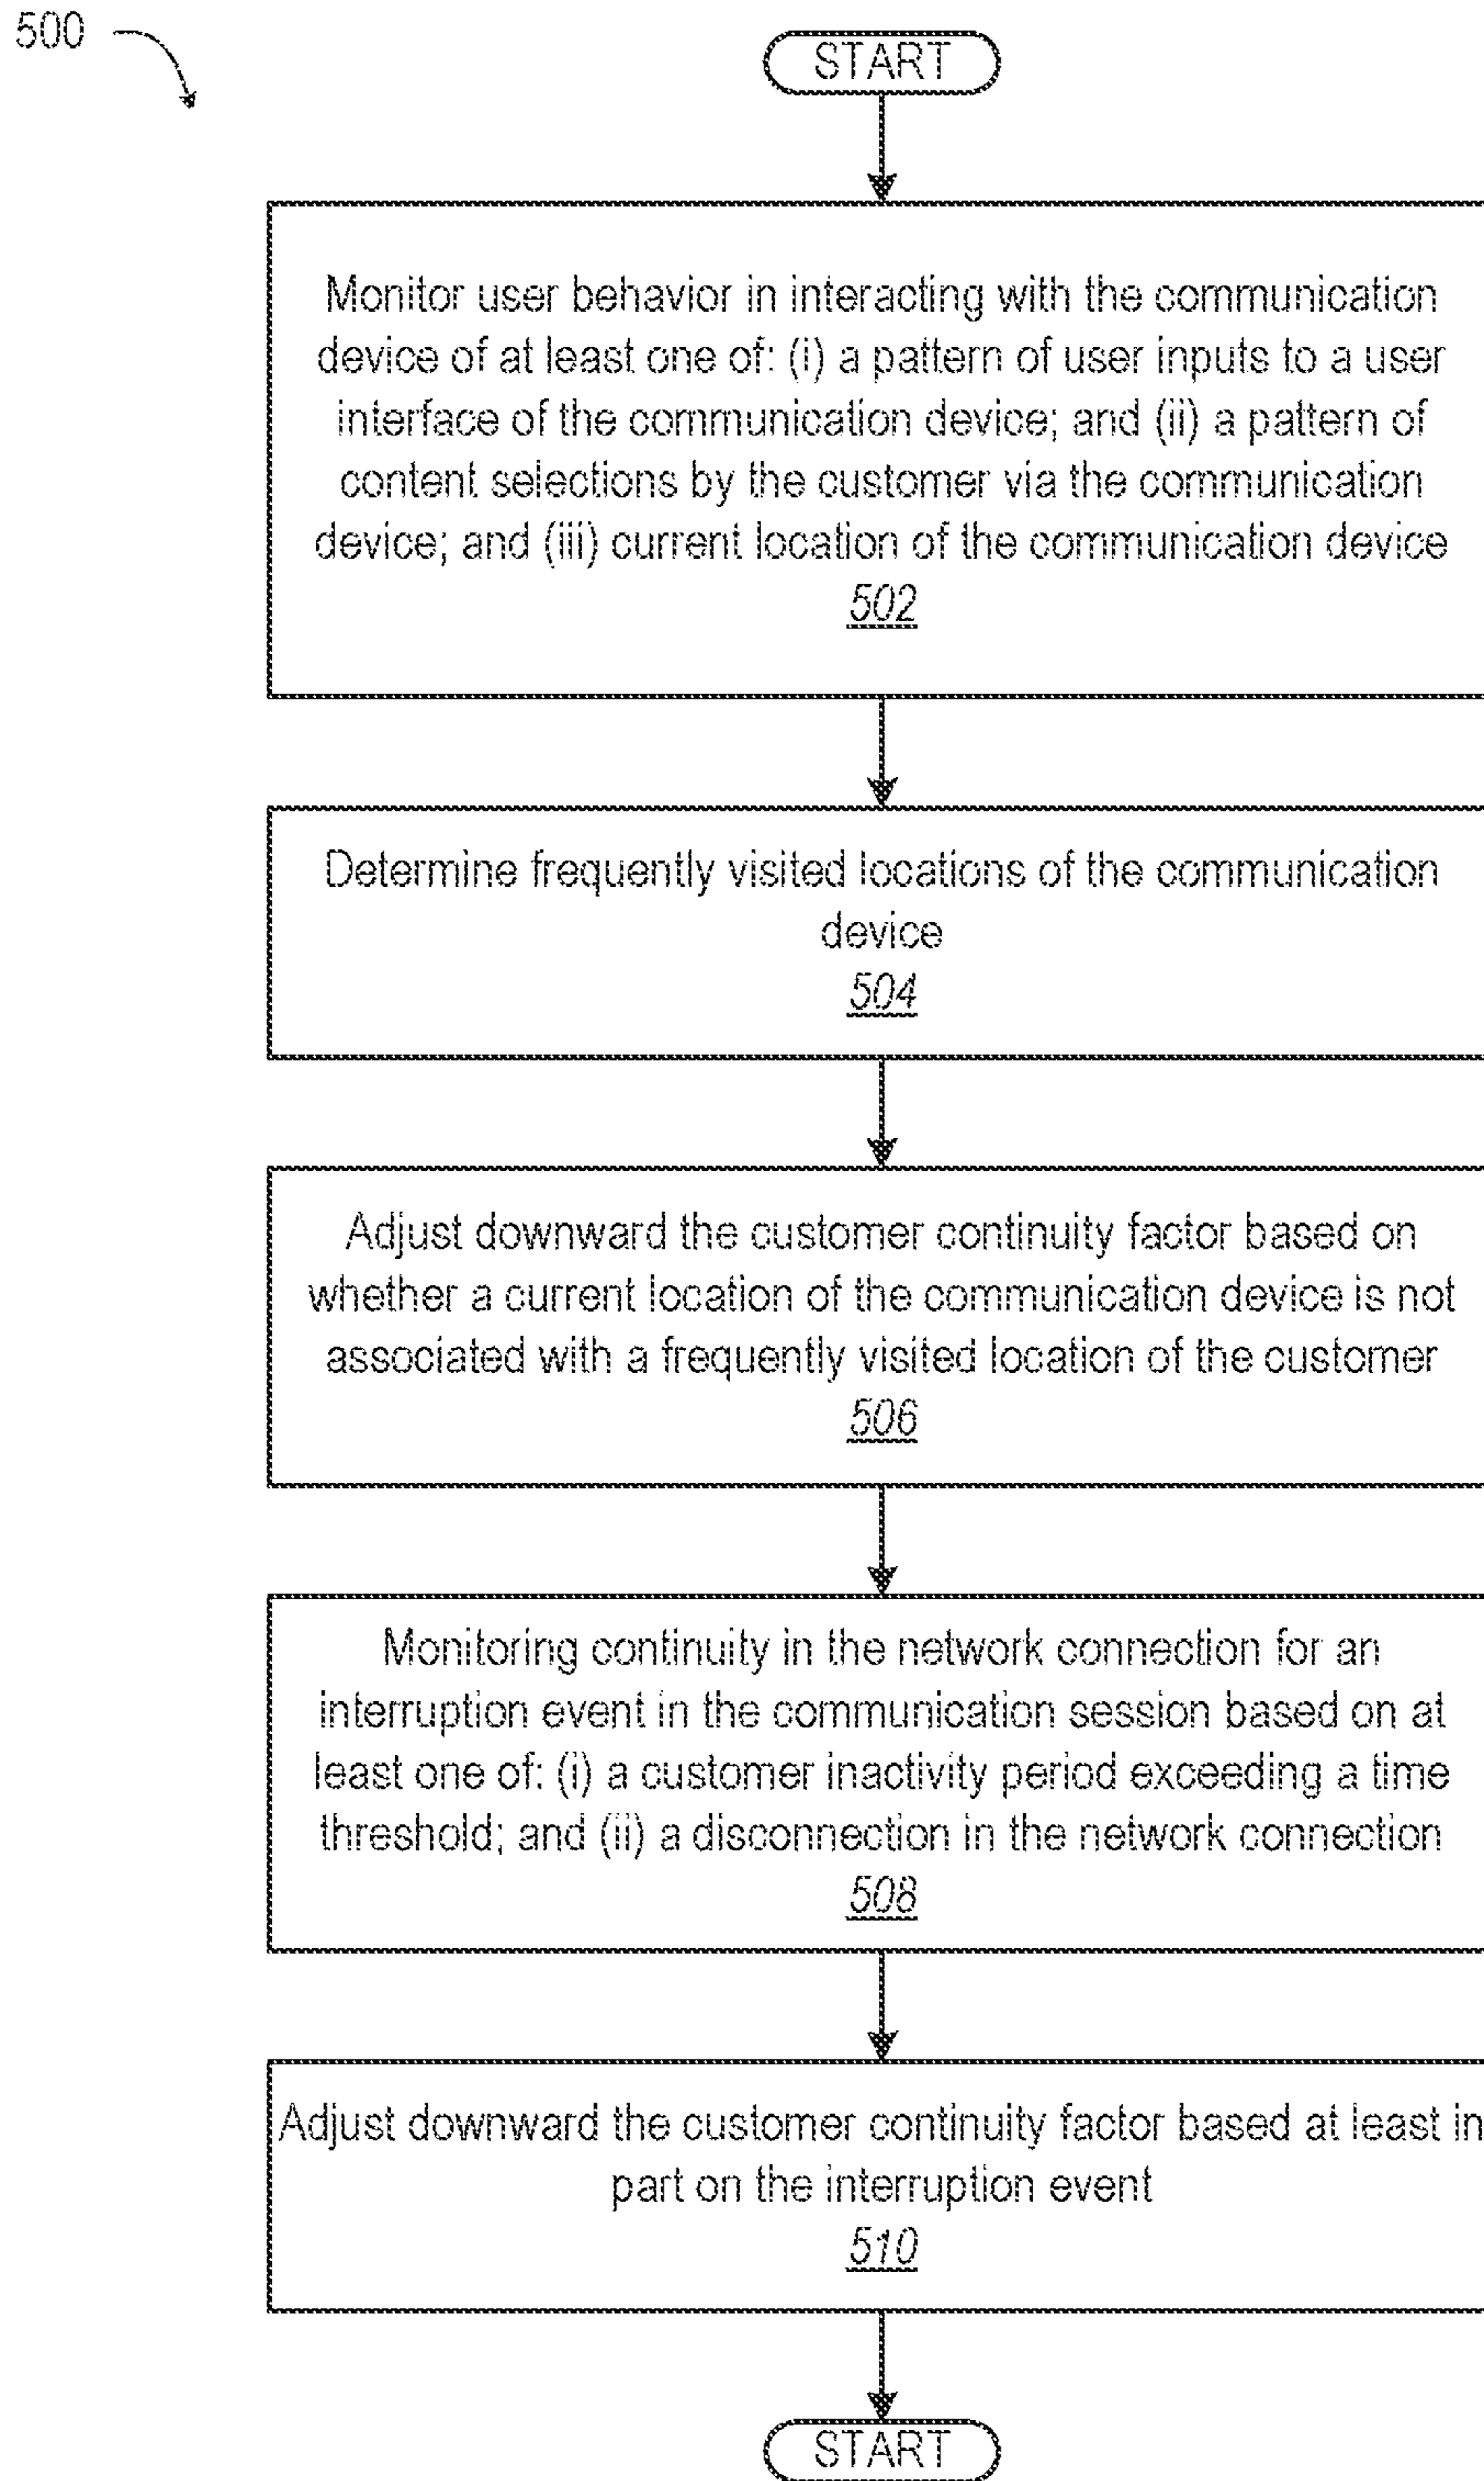 500
START
Monitor user behavior in interacting with the communication
device of at least one of: (i) a pattern of user inputs to a user
interface of the communication device; and (ii) a pattern of
content selections by the customer via the communication
device; and (iii) current location of the communication device
502
Determine frequently visited locations of the communication
device
504
Adjust downward the customer continuity factor based on
whether a current location of the communication device is not
associated with a frequently visited location of the customer
506
Monitoring continuity in the network connection for an
interruption event in the communication session based on at
least one of: (i) a customer inactivity period exceeding a time
threshold; and (ii) a disconnection in the network connection
508
Adjust downward the customer continuity factor based at least in
part on the interruption event
510
START